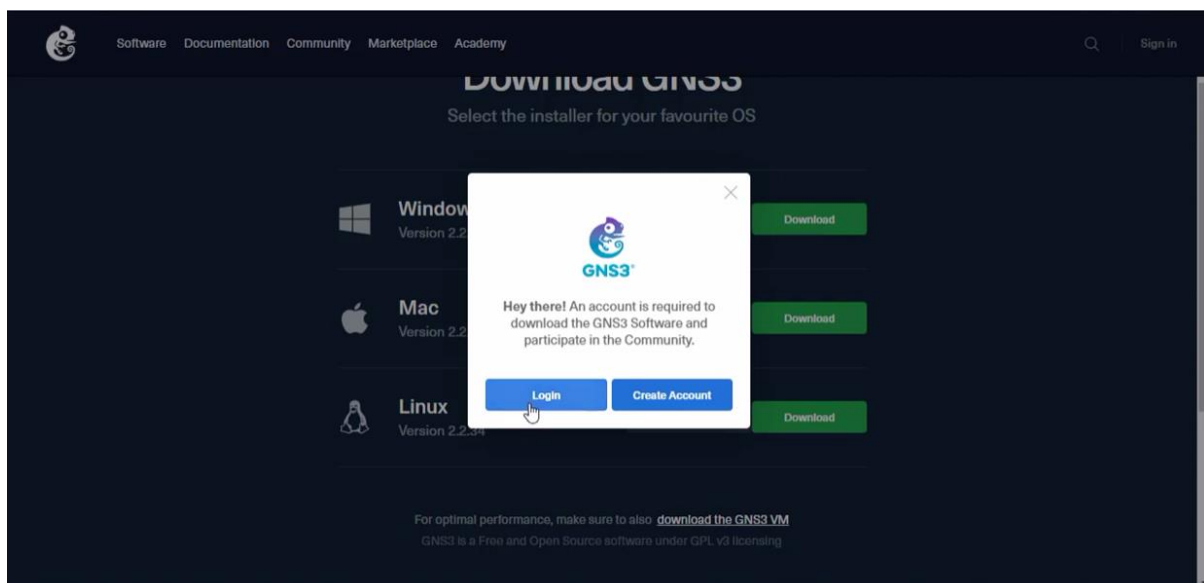 Software Documentation Community Marketplace Academy Sign in
Download GNS3
Select the installer for your favourite OS
Window
Version 2.2
Download
GNS3
Hey there! An account is required to
download the GNS3 Software and
participate in the Community.
Mac
Version 2.2
Download
Login Create Account
Linux
Version 2.2.34
Download
For optimal performance, make sure to also download the GNS3 VM
GNS3 is a Free and Open Source software under GPL v3 licensing